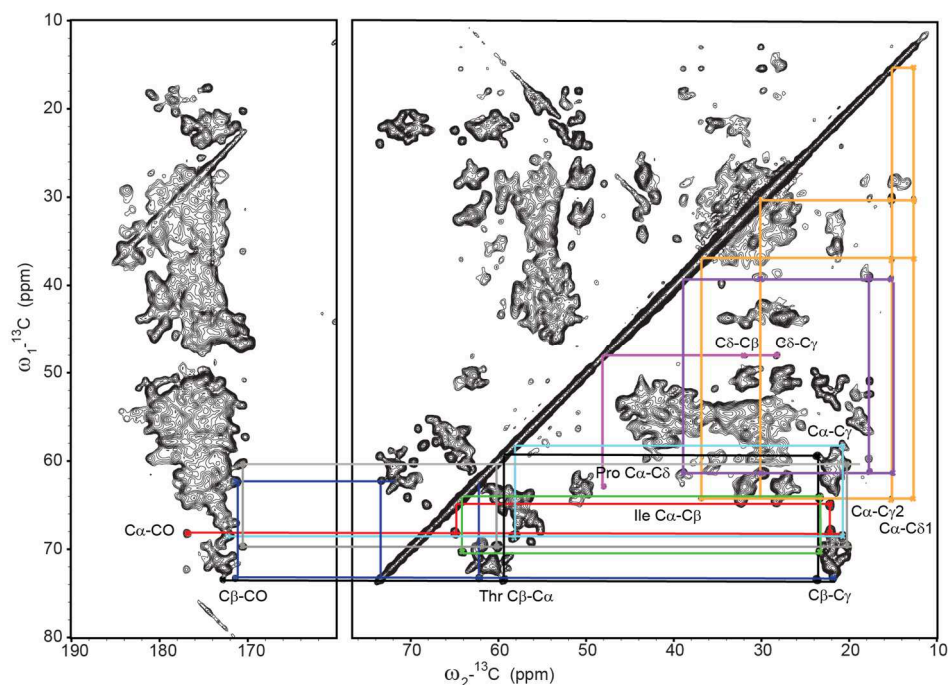 10
20
30
40
50
60
70
80
ω₁-¹³C (ppm)
Cδ-Cβ Cδ-Cγ
Cα-Cγ
Pro Cα-Cδ
Cα-Cγ2
Ile Cα-Cβ
Cα-Cδ1
Cα-CO
Cβ-CO
Thr Cβ-Cα
Cβ-Cγ
190 180 170 60 50 40 30 20 10
ω₂-¹³C (ppm)